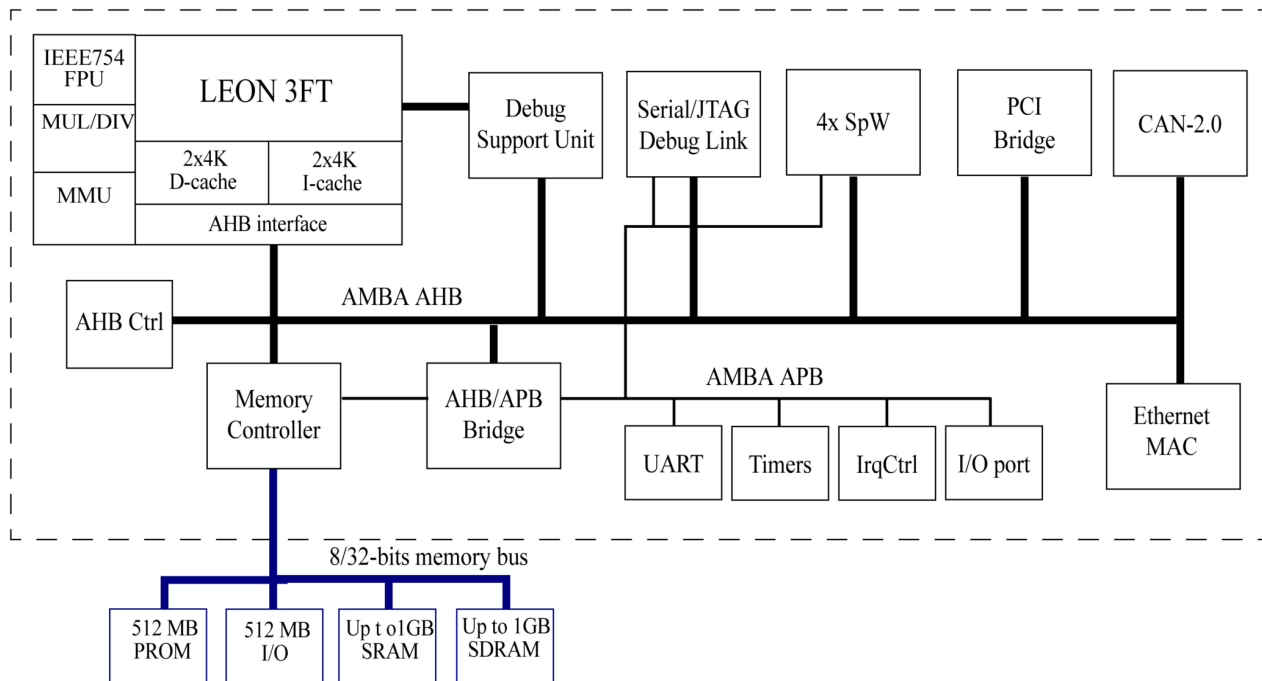 IEEE754
FPU
MUL/DIV
MMU
LEON 3FT
2x4K
D-cache
2x4K
I-cache
AHB interface
Debug
Support Unit
Serial/JTAG
Debug Link
4x SpW
PCI
Bridge
CAN-2.0
AHB Ctrl
AMBA AHB
Memory
Controller
AHB/APB
Bridge
AMBA APB
UART
Timers
IrqCtrl
I/O port
Ethernet
MAC
8/32-bits memory bus
512 MB
PROM
512 MB
I/O
Up t o1GB
SRAM
Up to 1GB
SDRAM